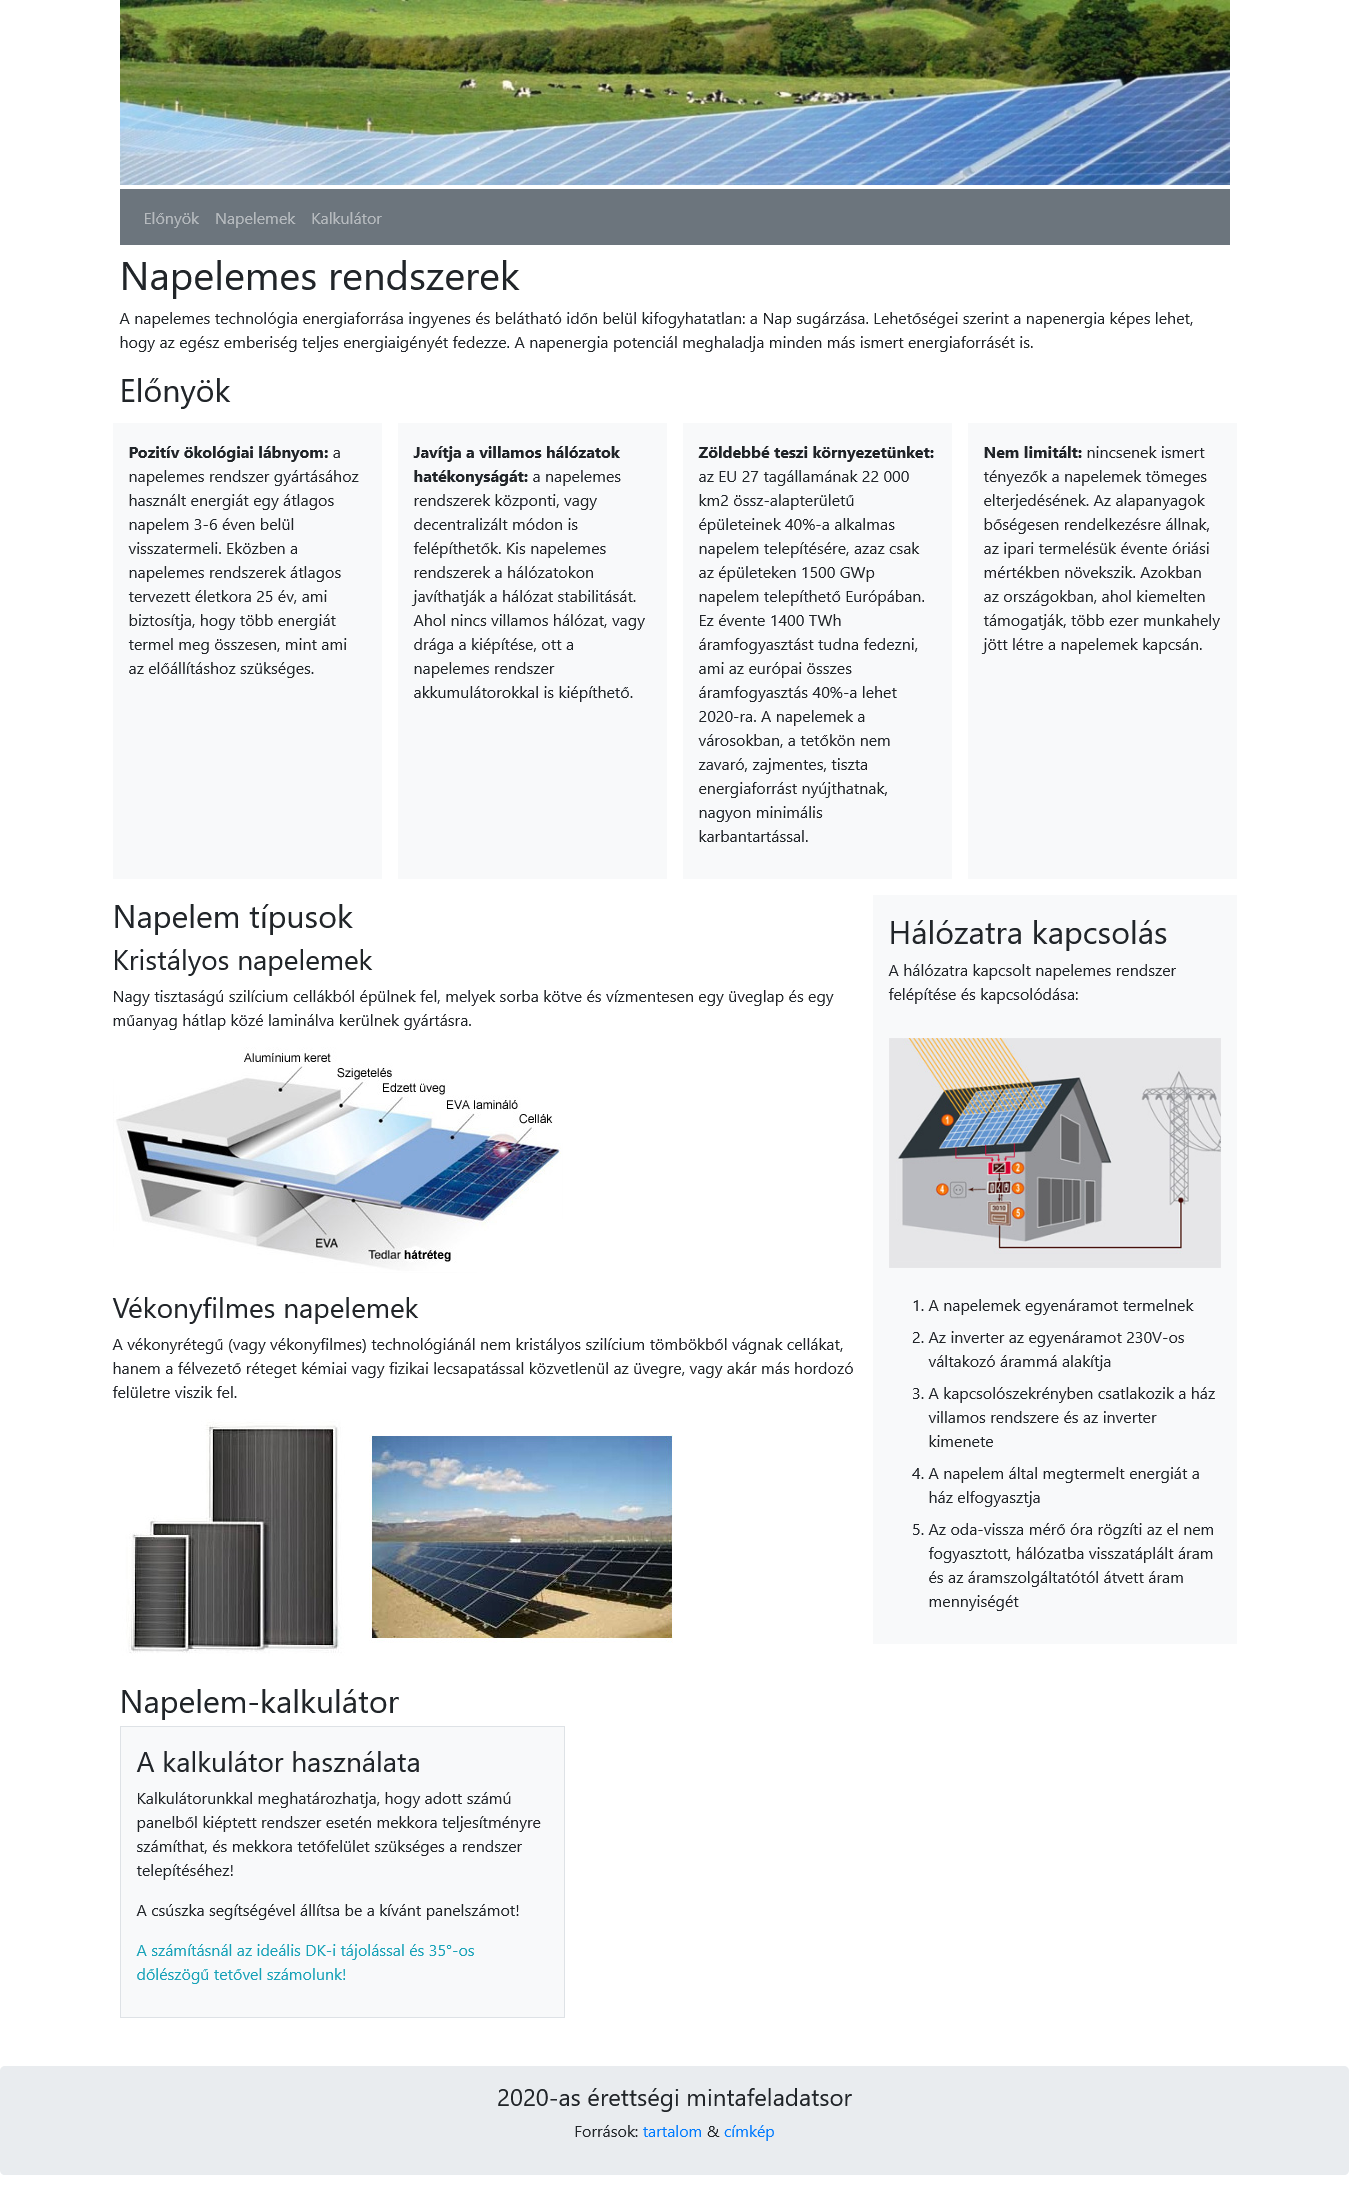 Előnyök Napelemek Kalkulátor
Napelemes rendszerek
A napelemes technológia energiaforrása ingyenes és belátható időn belül kifogyhatatlan: a Nap sugárzása. Lehetőségei szerint a napenergia képes lehet,
hogy az egész emberiség teljes energiaigényét fedezze. A napenergia potenciál meghaladja minden más ismert energiaforrásét is.
Előnyök
Pozitív ökológiai lábnyom: a
napelemes rendszer gyártásához
használt energiát egy átlagos
napelem 3-6 éven belül
visszatermeli. Eközben a
napelemes rendszerek átlagos
tervezett életkora 25 év, ami
biztosítja, hogy több energiát
termel meg összesen, mint ami
az előállításhoz szükséges.
Javítja a villamos hálózatok
hatékonyságát: a napelemes
rendszerek központi, vagy
decentralizált módon is
felépíthetők. Kis napelemes
rendszerek a hálózatokon
javíthatják a hálózat stabilitását.
Ahol nincs villamos hálózat, vagy
drága a kiépítése, ott a
napelemes rendszer
akkumulátorokkal is kiépíthető.
Zöldebbé teszi környezetünket:
az EU 27 tagállamának 22 000
km2 össz-alapterületű
épületeinek 40%-a alkalmas
napelem telepítésére, azaz csak
az épületeken 1500 GWp
napelem telepíthető Európában.
Ez évente 1400 TWh
áramfogyasztást tudna fedezni,
ami az európai összes
áramfogyasztás 40%-a lehet
2020-ra. A napelemek a
városokban, a tetőkön nem
zavaró, zajmentes, tiszta
energiaforrást nyújthatnak,
nagyon minimális
karbantartással.
Nem limitált: nincsenek ismert
tényezők a napelemek tömeges
elterjedésének. Az alapanyagok
bőségesen rendelkezésre állnak,
az ipari termelésük évente óriási
mértékben növekszik. Azokban
az országokban, ahol kiemelten
támogatják, több ezer munkahely
jött létre a napelemek kapcsán.
Napelem típusok
Kristályos napelemek
Nagy tisztaságú szilícium cellákból épülnek fel, melyek sorba kötve és vízmentesen egy üveglap és egy
műanyag hátlap közé laminálva kerülnek gyártásra.
Alumínium keret
Szigetelés
Edzett üveg
EVA lamináló
Cellák
EVA
Tedlar hátréteg
Vékonyfilmes napelemek
A vékonyrétegű (vagy vékonyfilmes) technológiánál nem kristályos szilícium tömbökből vágnak cellákat,
hanem a félvezető réteget kémiai vagy fizikai lecsapatással közvetlenül az üvegre, vagy akár más hordozó
felületre viszik fel.
Hálózatra kapcsolás
A hálózatra kapcsolt napelemes rendszer
felépítése és kapcsolódása:
1
2
4
3
3010
5
1. A napelemek egyenáramot termelnek
2. Az inverter az egyenáramot 230V-os
váltakozó árammá alakítja
3. A kapcsolószekrényben csatlakozik a ház
villamos rendszere és az inverter
kimenete
4. A napelem által megtermelt energiát a
ház elfogyasztja
5. Az oda-vissza mérő óra rögzíti az el nem
fogyasztott, hálózatba visszatáplált áram
és az áramszolgáltatótól átvett áram
mennyiségét
Napelem-kalkulátor
A kalkulátor használata
Kalkulátorunkkal meghatározhatja, hogy adott számú
panelből kiéptett rendszer esetén mekkora teljesítményre
számíthat, és mekkora tetőfelület szükséges a rendszer
telepítéséhez!
A csúszka segítségével állítsa be a kívánt panelszámot!
A számításnál az ideális DK-i tájolással és 35°-os
dőlészögű tetővel számolunk!
2020-as érettségi mintafeladatsor
Források: tartalom & címkép